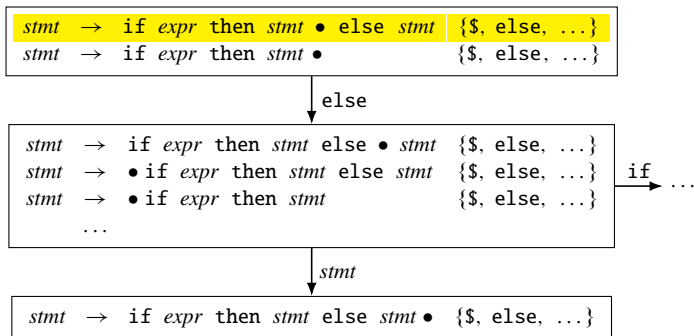 stmt → if expr then stmt • else stmt {$, else, ...}
stmt → if expr then stmt • {$, else, ...}
else
stmt → if expr then stmt else • stmt {$, else, ...}
stmt → • if expr then stmt else stmt {$, else, ...}
if
...
stmt → • if expr then stmt {$, else, ...}
...
stmt
stmt → if expr then stmt else stmt • {$, else, ...}